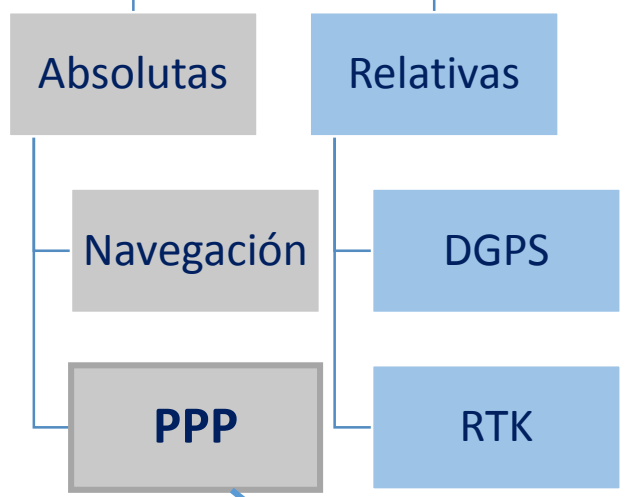 Absolutas
Relativas
Navegación
DGPS
PPP
RTK